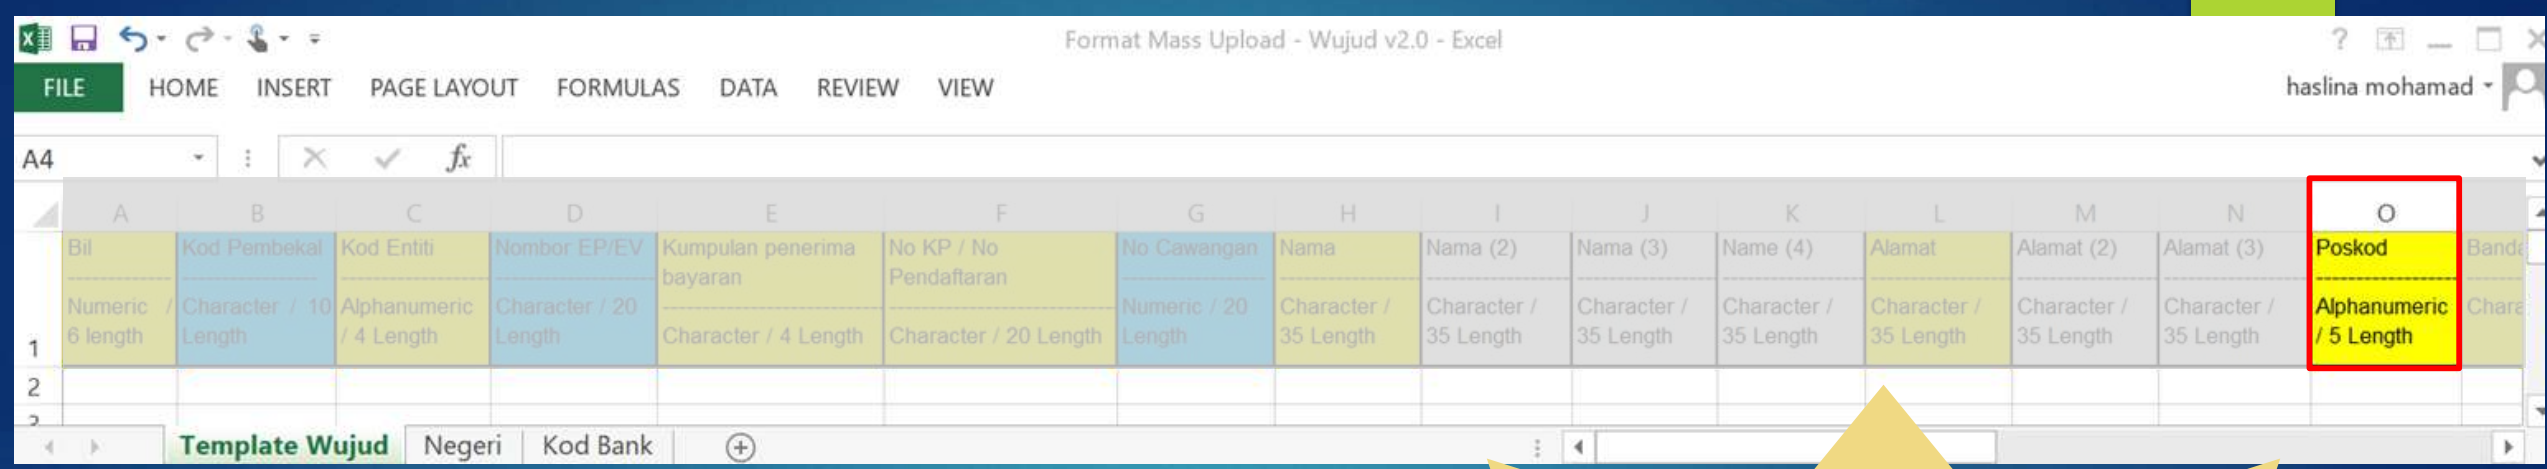 Format Mass Upload - Wujud v2.0 - Excel
FILE HOME INSERT PAGE LAYOUT FORMULAS DATA REVIEW VIEW
haslina mohamad
A4 fx
A B C D E F G H I J K L M N O
1
Bil
Numeric / 6 length
Kod Pembekal
Character / 10 Length
Kod Entiti
Alphanumeric / 4 Length
Nombor EP/EV
Character / 20 Length
Kumpulan penerima bayaran
Character / 4 Length
No KP / No Pendaftaran
Character / 20 Length
No Cawangan
Numeric / 20 Length
Nama
Character / 35 Length
Nama (2)
Character / 35 Length
Nama (3)
Character / 35 Length
Name (4)
Character / 35 Length
Alamat
Character / 35 Length
Alamat (2)
Character / 35 Length
Alamat (3)
Character / 35 Length
Poskod
Alphanumeric / 5 Length
2
Template Wujud Negeri Kod Bank